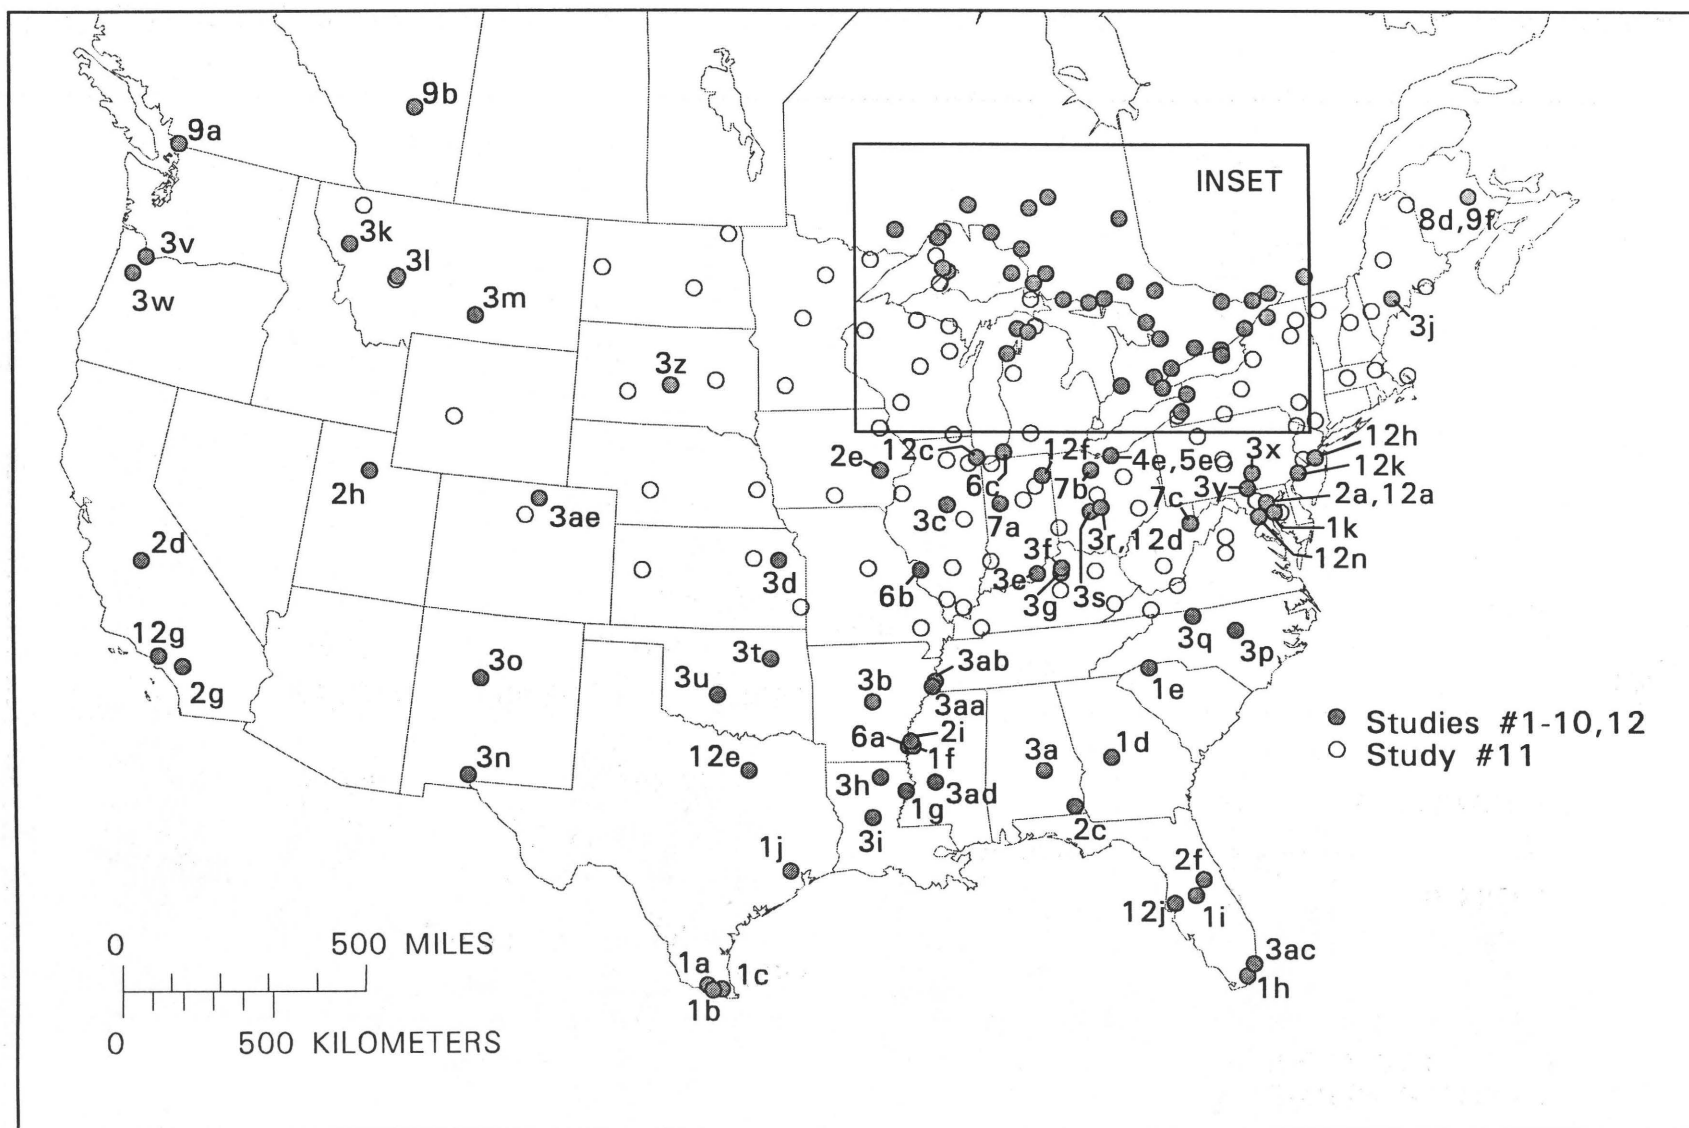 9b
9a
INSET
8d,9f
3k
3v
3l
3w
3m
3j
3z
12h
12c
12f
3x
2e
4e,5e
12k
6c
7b
3y
2h
7c
2a,12a
3ae
3c
7a
1k
3r,12d
2d
3f
12n
3d
3e
6b
3g
3s
12g
3q
3t
3p
3o
3ab
2g
3u
3b
1e
3aa
Studies #1-10,12
2i
6a
1f
Study #11
12e
3a
1d
3n
3h
3ad
1g
2c
3i
1j
2f
12j
1i
0 500 MILES
3ac
1a
1c
1h
1b
0 500 KILOMETERS